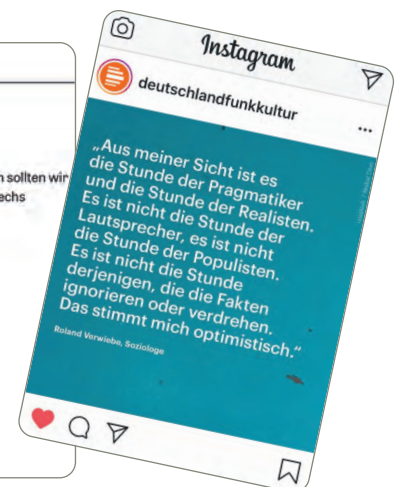 n sollten wir
echs
Instagram
deutschlandfunkkultur
„Aus meiner Sicht ist es
die Stunde der Pragmatiker
und die Stunde der Realisten.
Es ist nicht die Stunde der
Lautsprecher, es ist nicht
die Stunde der Populisten.
Es ist nicht die Stunde
derjenigen, die die Fakten
ignorieren oder verdrehen.
Das stimmt mich optimistisch.“
Roland Verwiebe, Soziologe